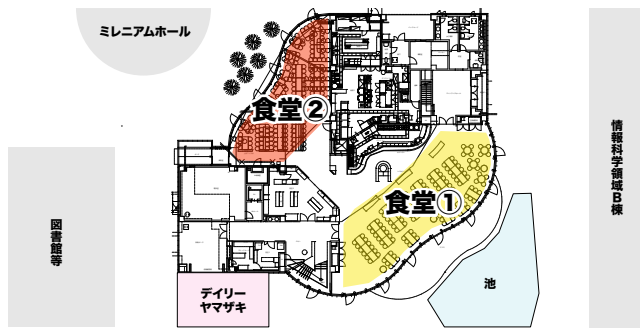 ミレニアムホール
食堂②
食堂①
情報科学領域B棟
図書館等
デイリー
ヤマザキ
池